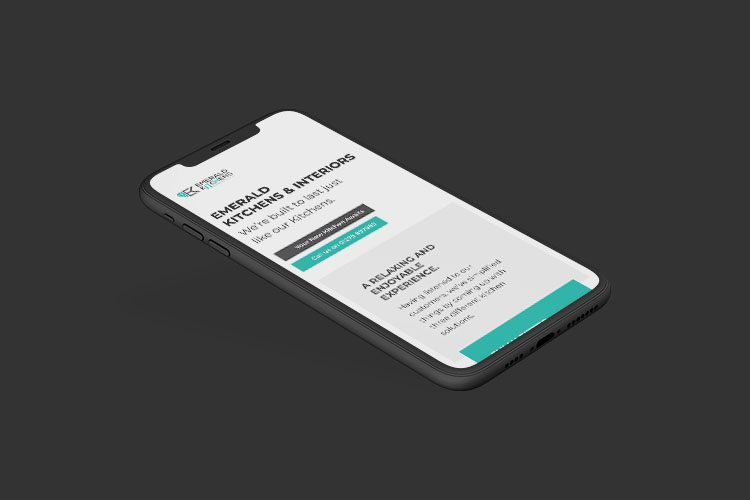 EMERALD
KITCHENS
EMERALD
KITCHENS & INTERIORS
We're built to last just
like our Kitchens.
Your New Kitchen Awaits
Call us on 01275
A RELAXING AND
ENJOYABLE
EXPERIENCE.
Having listened to our
customers, we've simplified
things by coming up with
three different kitchen
solutions.